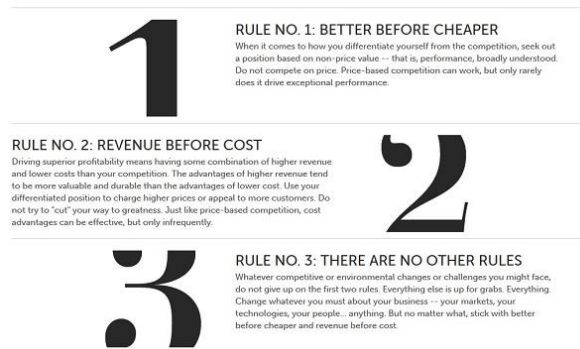 1
RULE NO. 1: BETTER BEFORE CHEAPER
When it comes to how you differentiate yourself from the competition, seek out
a position based on non-price value -- that is, performance, broadly understood.
Do not compete on price. Price-based competition can work, but only rarely
does it drive exceptional performance.
RULE NO. 2: REVENUE BEFORE COST
Driving superior profitability means having some combination of higher revenue
and lower costs than your competition. The advantages of higher revenue tend
to be more valuable and durable than the advantages of lower cost. Use your
differentiated position to charge higher prices or appeal to more customers. Do
not try to "cut" your way to greatness. Just like price-based competition, cost
advantages can be effective, but only infrequently.
2
3
RULE NO. 3: THERE ARE NO OTHER RULES
Whatever competitive or environmental changes or challenges you might face,
do not give up on the first two rules. Everything else is up for grabs. Everything.
Change whatever you must about your business -- your markets, your
technologies, your people... anything. But no matter what, stick with better
before cheaper and revenue before cost.